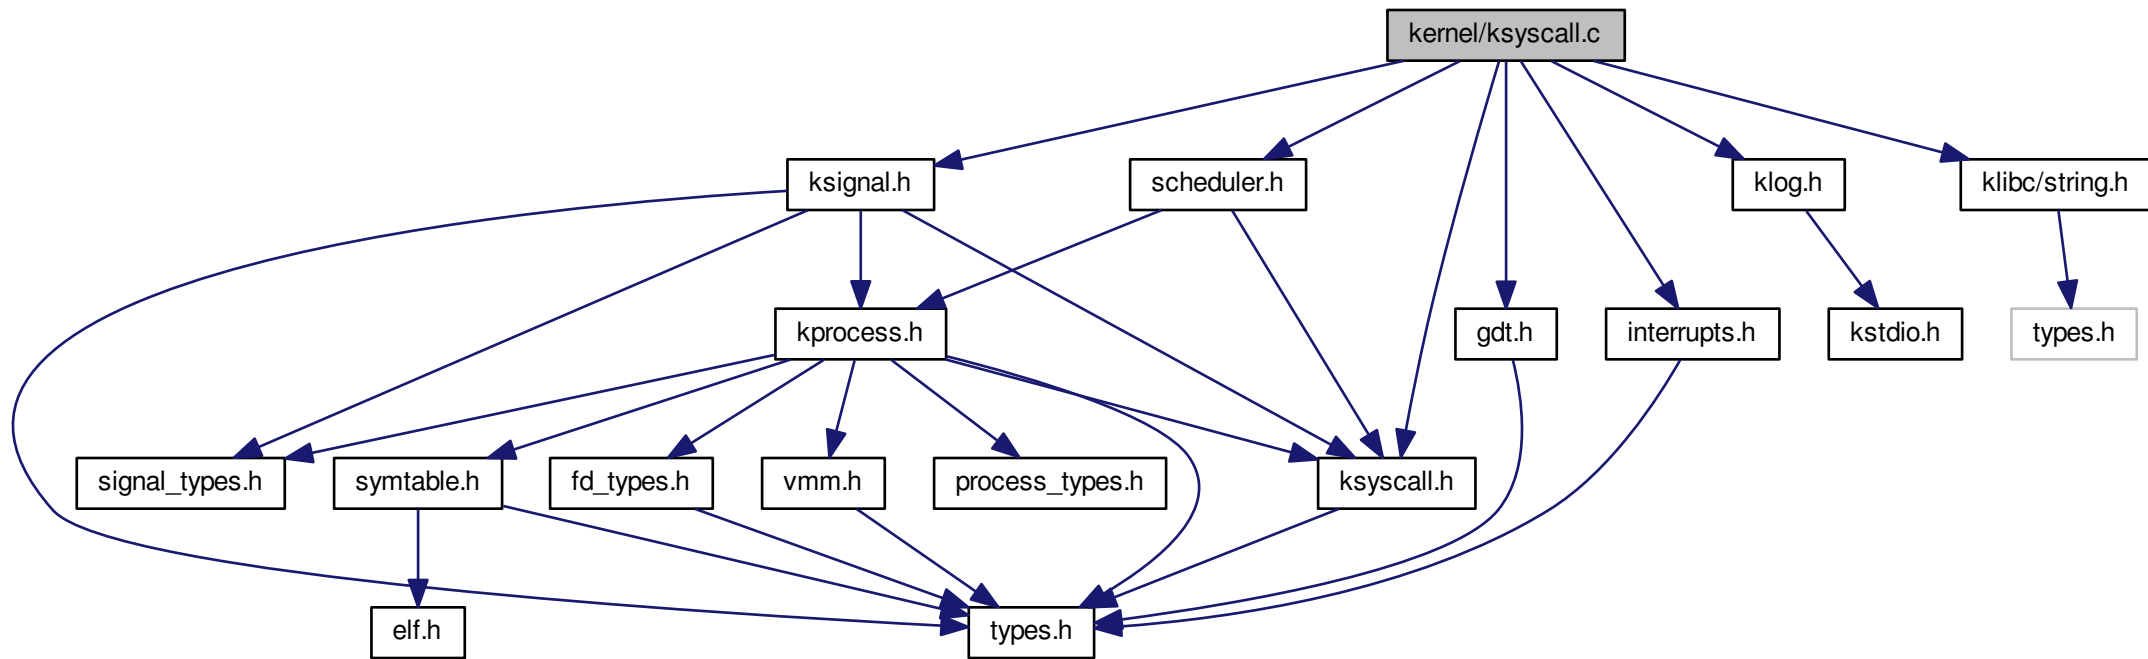 kernel/ksyscall.c
ksignal.h
scheduler.h
klog.h
klibc/string.h
kprocess.h
gdt.h
interrupts.h
kstdio.h
types.h
signal_types.h
symtable.h
fd_types.h
vmm.h
process_types.h
ksyscall.h
elf.h
types.h